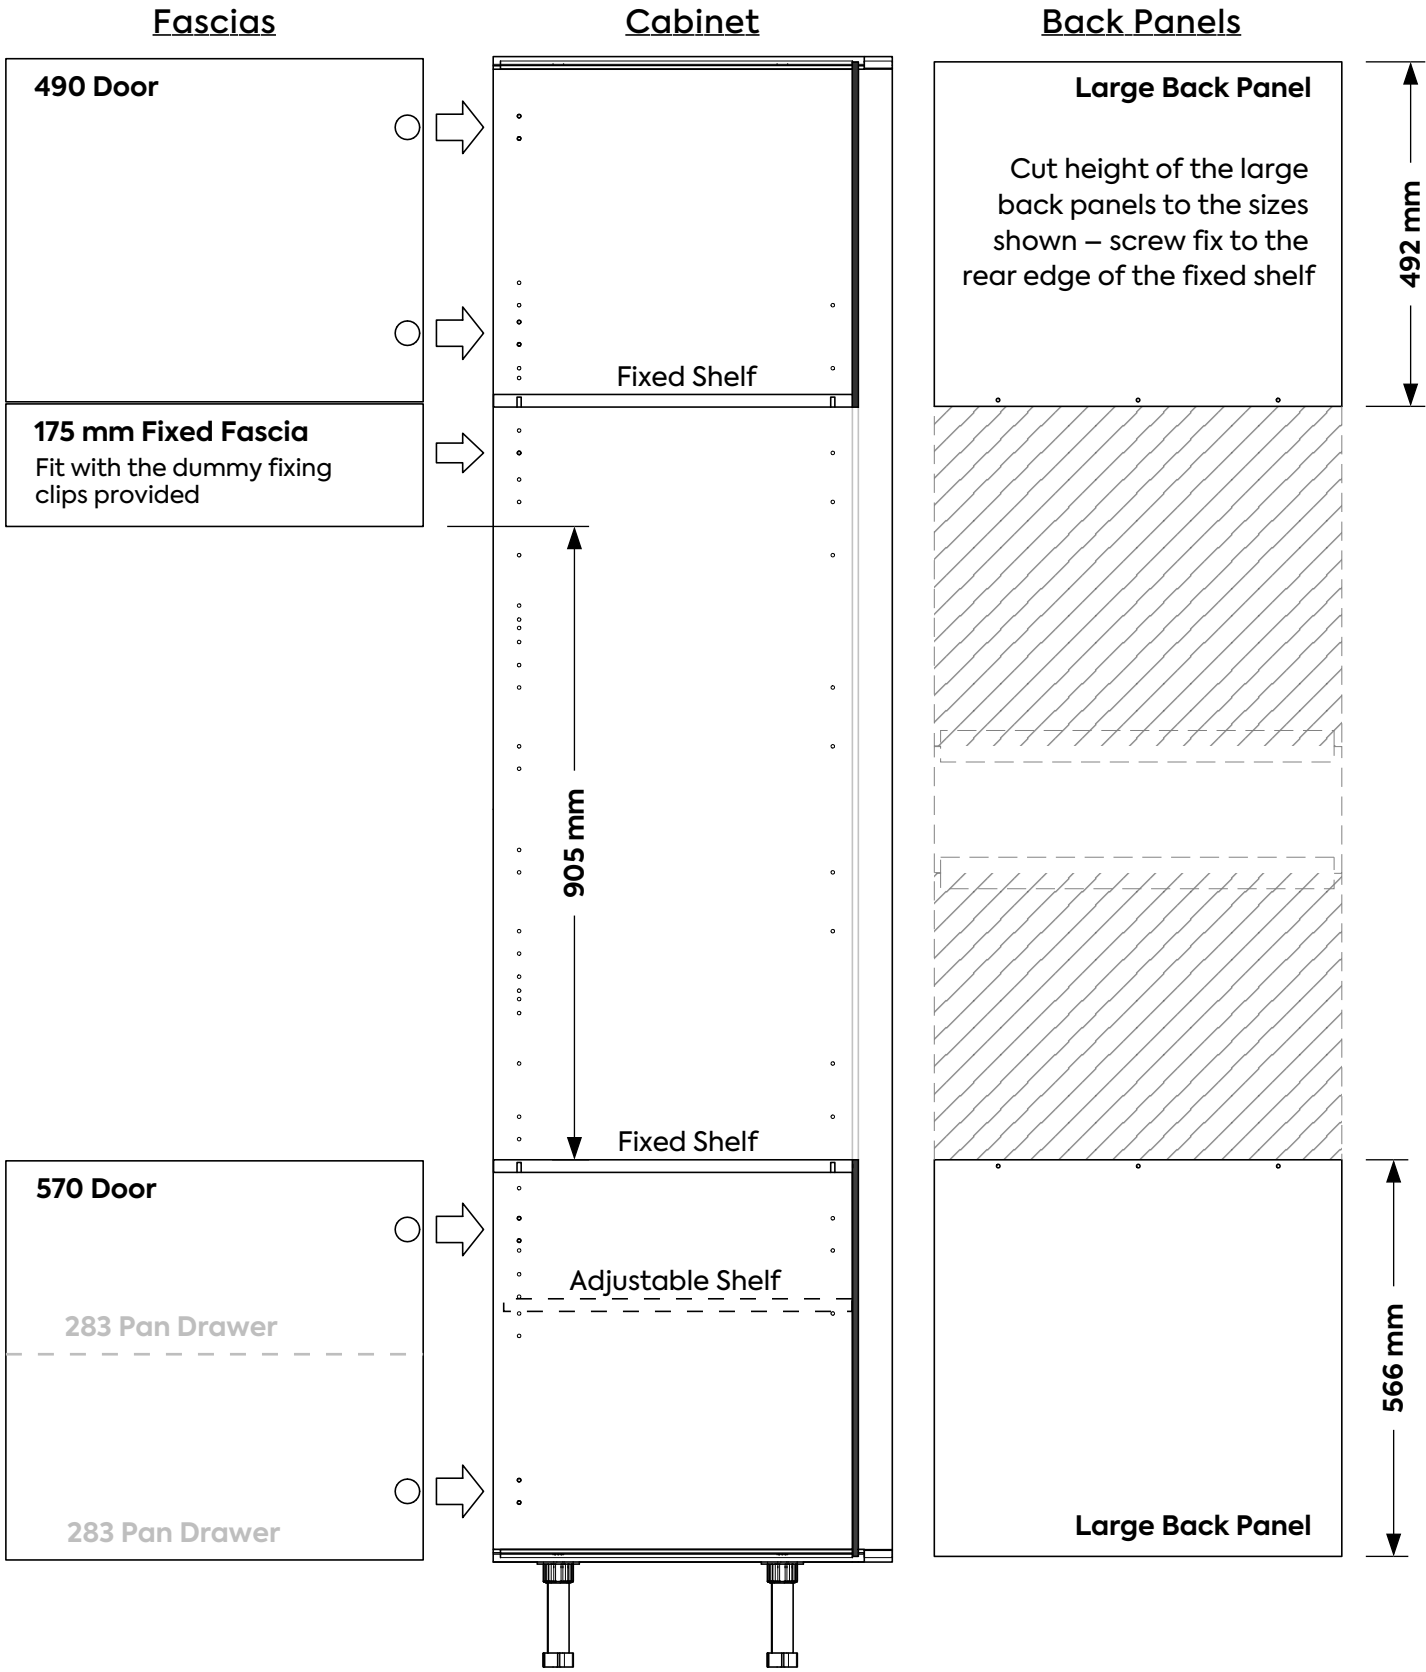 Fascias
Cabinet
Back Panels
490 Door
Large Back Panel
Cut height of the large
back panels to the sizes
shown – screw fix to the
rear edge of the fixed shelf
492 mm
Fixed Shelf
175 mm Fixed Fascia
Fit with the dummy fixing
clips provided
905 mm
Fixed Shelf
570 Door
Adjustable Shelf
283 Pan Drawer
566 mm
283 Pan Drawer
Large Back Panel